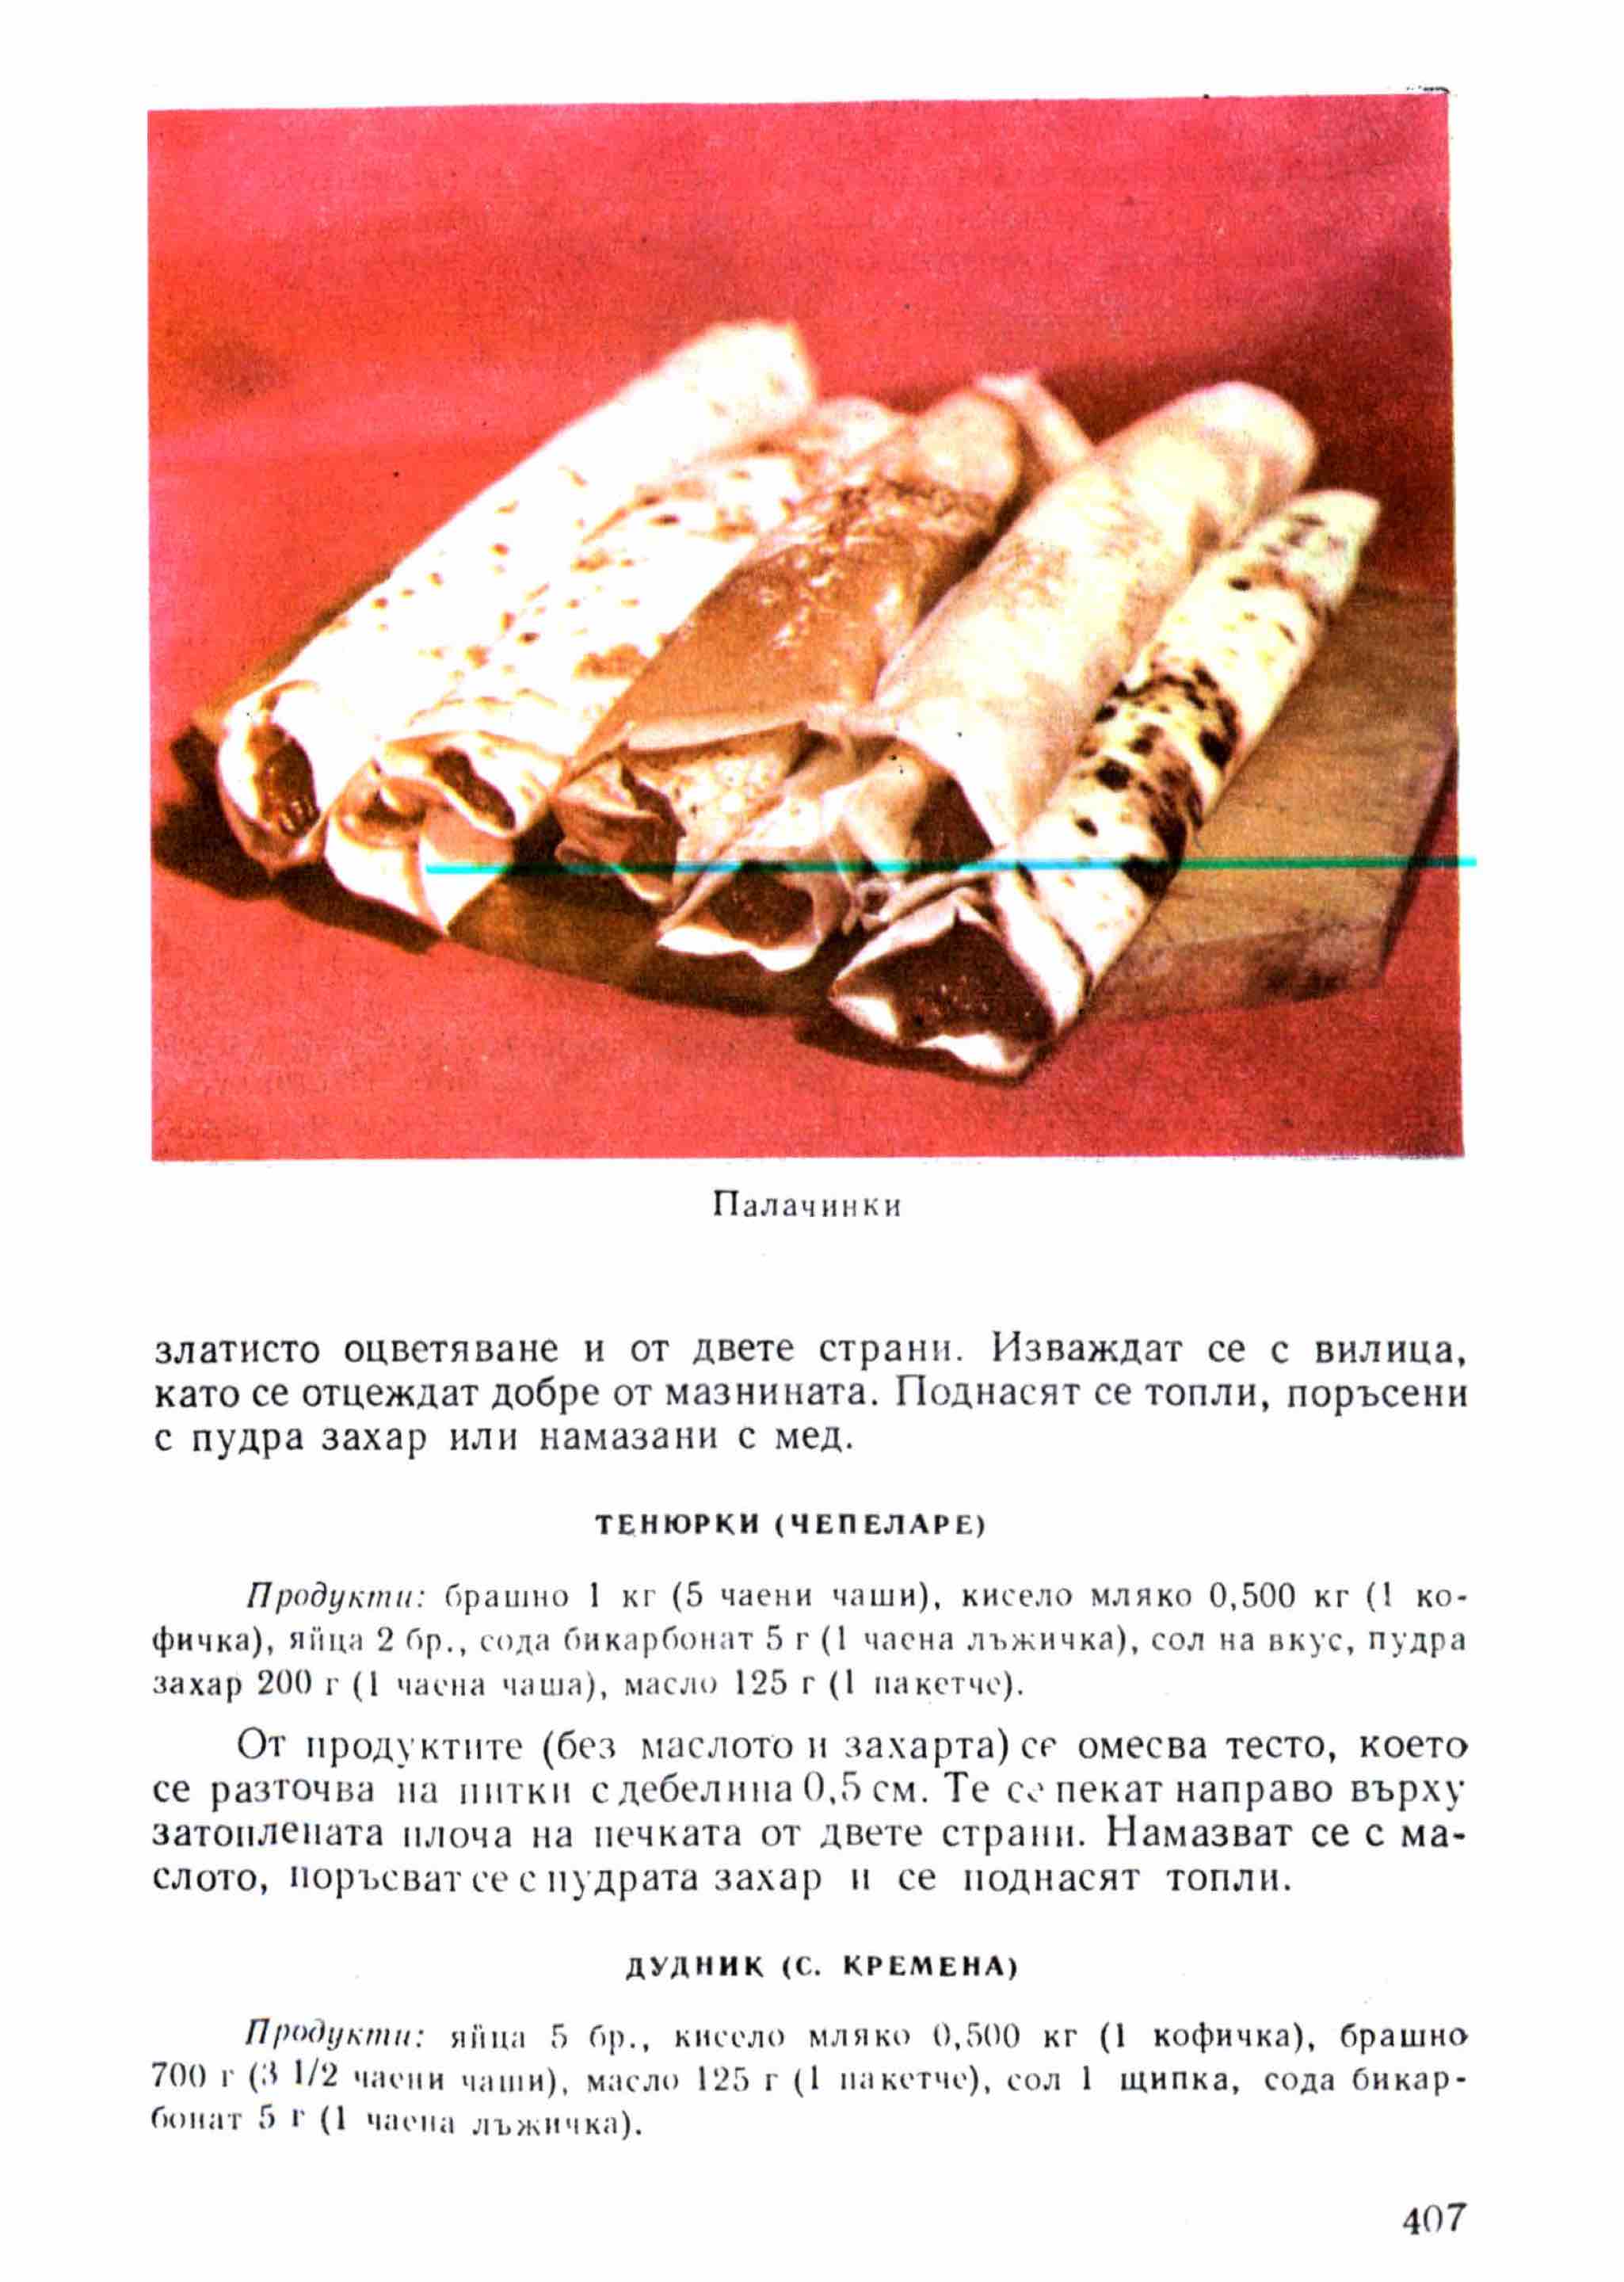 Палачинки
златисто оцветяване и от двете страни. Изваждат се с вилица,
като се отцеждат добре от мазнината. Поднасят се топли, поръсени
с пудра захар или намазани с мед.
ТЕНЮРКИ (ЧЕПЕЛАРЕ)
Продукти: брашно 1 кг (5 чаени чаши), кисело мляко 0,500 кг (1 ко-
фичка), яйца 2 бр., сода бикарбонат 5 г (1 чаена лъжичка), сол на вкус, пудра
захар 200 г (1 чаена чаша), масло 125 г (1 пакетче).
От продуктите (без маслото и захарта) се омесва тесто, което
се разточва на питки с дебелина 0,5 см. Те се пекат направо върху
затоплената плоча на печката от двете страни. Намазват се с ма-
слото, поръсват се с пудрата захар и се поднасят топли.
ДУДНИК (С. КРЕМЕНА)
Продукти: яйца 5 бр., кисело мляко 0,500 кг (1 кофичка), брашно
700 г (3 1/2 чаени чаши), масло 125 г (1 пакетче), сол 1 щипка, сода бикар-
бонат 5 г (1 чаена лъжичка).
407